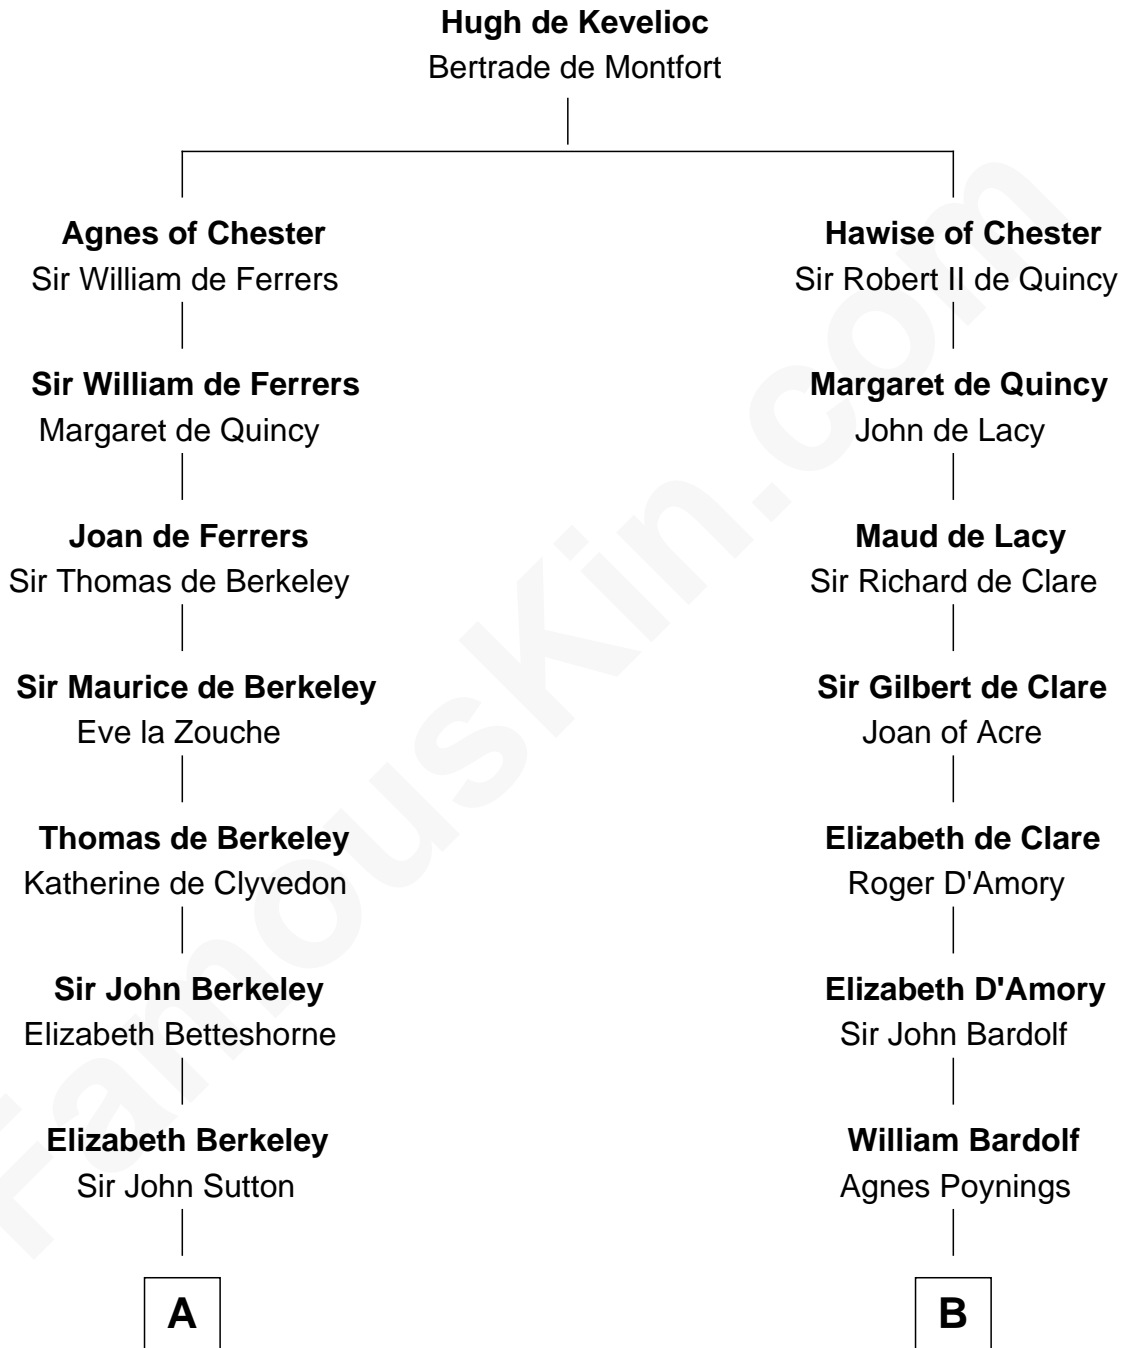 Hugh de Kevelioc
Bertrade de Montfort
Agnes of Chester
Sir William de Ferrers
Hawise of Chester
Sir Robert II de Quincy
Sir William de Ferrers
Margaret de Quincy
Margaret de Quincy
John de Lacy
Joan de Ferrers
Sir Thomas de Berkeley
Maud de Lacy
Sir Richard de Clare
Sir Maurice de Berkeley
Eve la Zouche
Sir Gilbert de Clare
Joan of Acre
Thomas de Berkeley
Katherine de Clyvedon
Elizabeth de Clare
Roger D'Amory
Sir John Berkeley
Elizabeth Betteshorne
Elizabeth D'Amory
Sir John Bardolf
Elizabeth Berkeley
Sir John Sutton
William Bardolf
Agnes Poynings
A
B
FamousKin.com